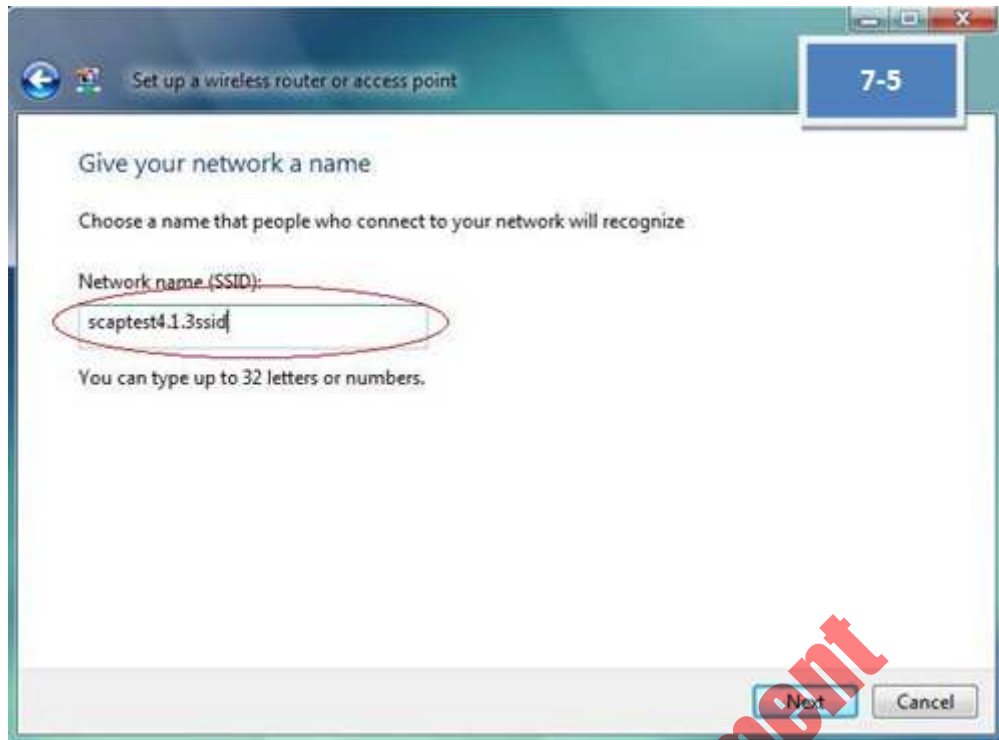 Set up a wireless router or access point
7-5
Give your network a name
Choose a name that people who connect to your network will recognize
Network name (SSID):
scaptest4.1.3ssid
You can type up to 32 letters or numbers.
Next
Cancel